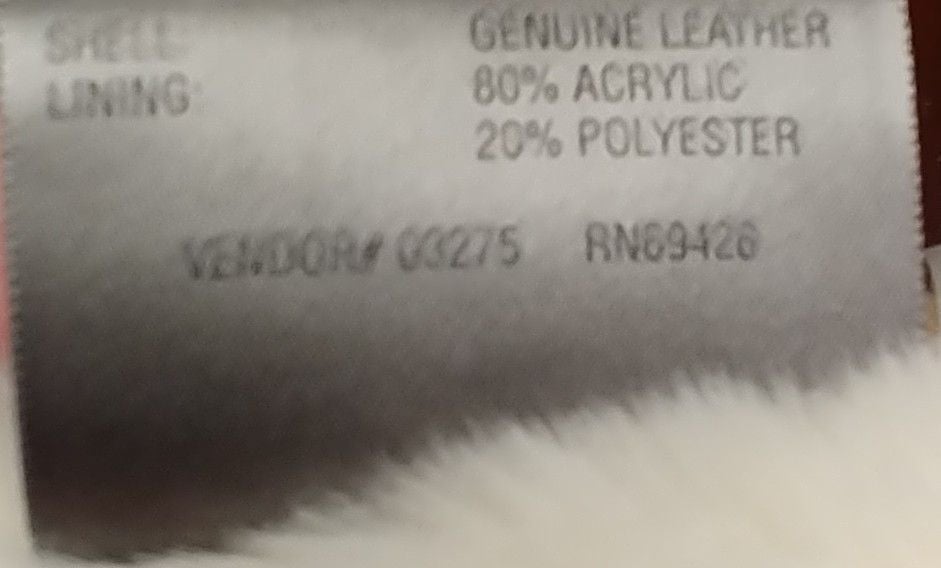 SHELL: GENUINE LEATHER
LINING: 80% ACRYLIC
20% POLYESTER
VENDOR# 03275 RN69426